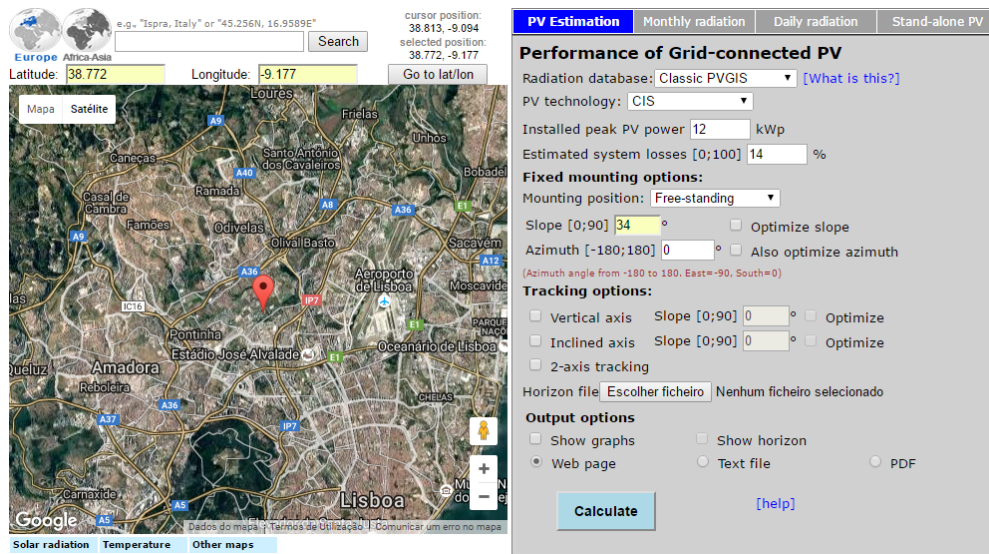 e.g., "Ispra, Italy" or "45.256N, 16.9589E"
cursor position:
38.813, -9.094
Search
selected position:
38.772, -9.177
Europe Africa-Asia
Latitude: 38.772 Longitude: -9.177 Go to lat/lon
Mapa Satélite
Loures
Frielas
A9
Unhos
Caneças
Santo António
dos Cavaleiros
A40
Bobadel
Ramada
Casal de
Cambra
A8
A36
E1
Famões
Odivelas
A9
Olival Basto
Sacavém
A12
A36
Aeroporto
de Lisboa
Moscavide
las
IC16
IP7
Pontinha
E1
PARQUE
NAÇÕ
Estádio José Alvalade
E1
Oceanário de Lisboa
Queluz
Amadora
Reboleira
CHELAS
A36
A37
IP7
Carnaxide
A5
Lisboa
Google
A5
Dados do mapa Termos de Utilização Comunicar um erro no mapa
Solar radiation Temperature Other maps
PV Estimation Monthly radiation Daily radiation Stand-alone PV
Performance of Grid-connected PV
Radiation database: Classic PVGIS [What is this?]
PV technology: CIS
Installed peak PV power 12 kWp
Estimated system losses [0;100] 14 %
Fixed mounting options:
Mounting position: Free-standing
Slope [0;90] 34 ° Optimize slope
Azimuth [-180;180] 0 ° Also optimize azimuth
(Azimuth angle from -180 to 180. East=-90, South=0)
Tracking options:
Vertical axis Slope [0;90] 0 ° Optimize
Inclined axis Slope [0;90] 0 ° Optimize
2-axis tracking
Horizon file Escolher ficheiro Nenhum ficheiro selecionado
Output options
Show graphs Show horizon
Web page Text file PDF
Calculate [help]